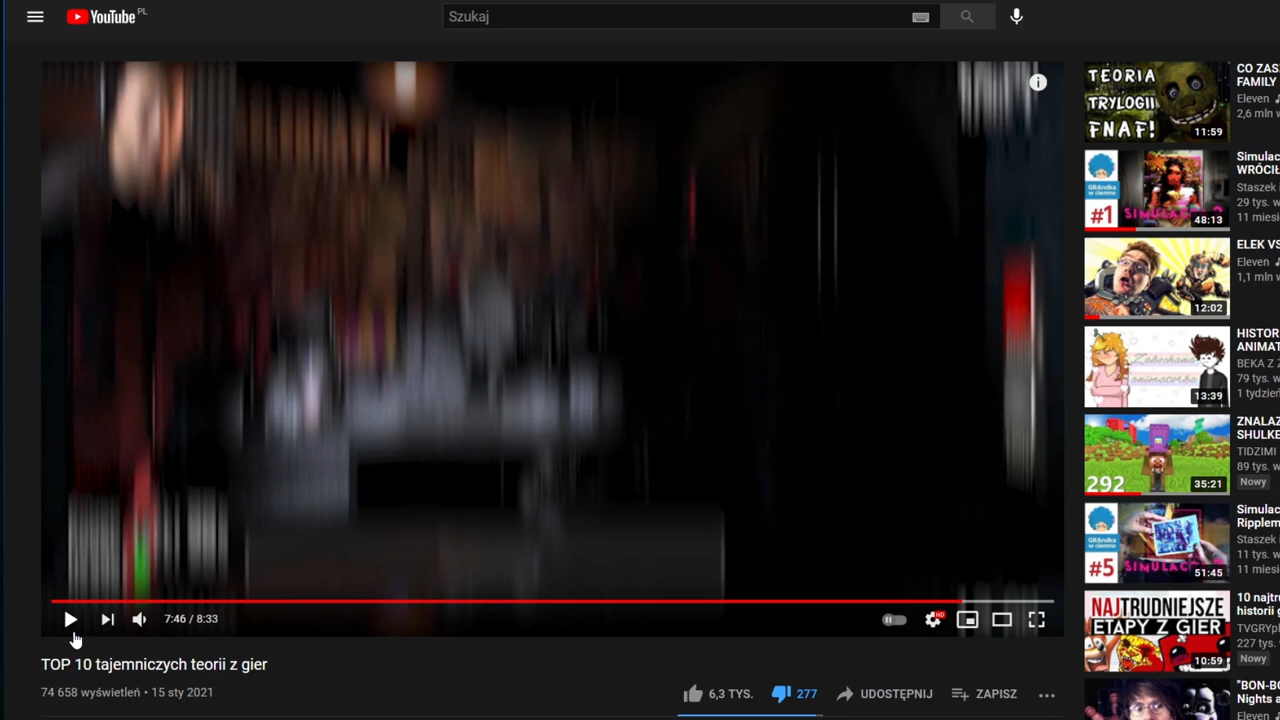 YouTube PL
Szukaj
7:46 / 8:33
HD
TOP 10 tajemniczych teorii z gier
74 658 wyświetleń • 15 sty 2021
6,3 TYS.
277
UDOSTĘPNIJ
ZAPISZ
TEORIA
TRYLOGII
FNAF!
11:59
CO ZAS
FAMILY
Eleven
2,6 mln w
GRAndka
w ciemno
#1
48:13
Simulac
WRÓCIŁ
Staszek
29 tys. w
11 miesi
12:02
ELEK VS
Eleven
1,1 mln w
Zakochana
animatorka
13:39
HISTOR
ANIMAT
BEKA Z Z
79 tys. w
1 tydzień
292
35:21
ZNALAZ
SHULKE
TIDZIMI
89 tys. w
Nowy
GRAndka
w ciemno
#5
51:45
Simulac
Ripplem
Staszek i
11 tys. w
11 miesi
NAJTRUDNIEJSZE
ETAPY Z GIER
10:59
10 najtru
historii g
TVGRYpl
227 tys.
Nowy
"BON-BO
Nights a
Eleven